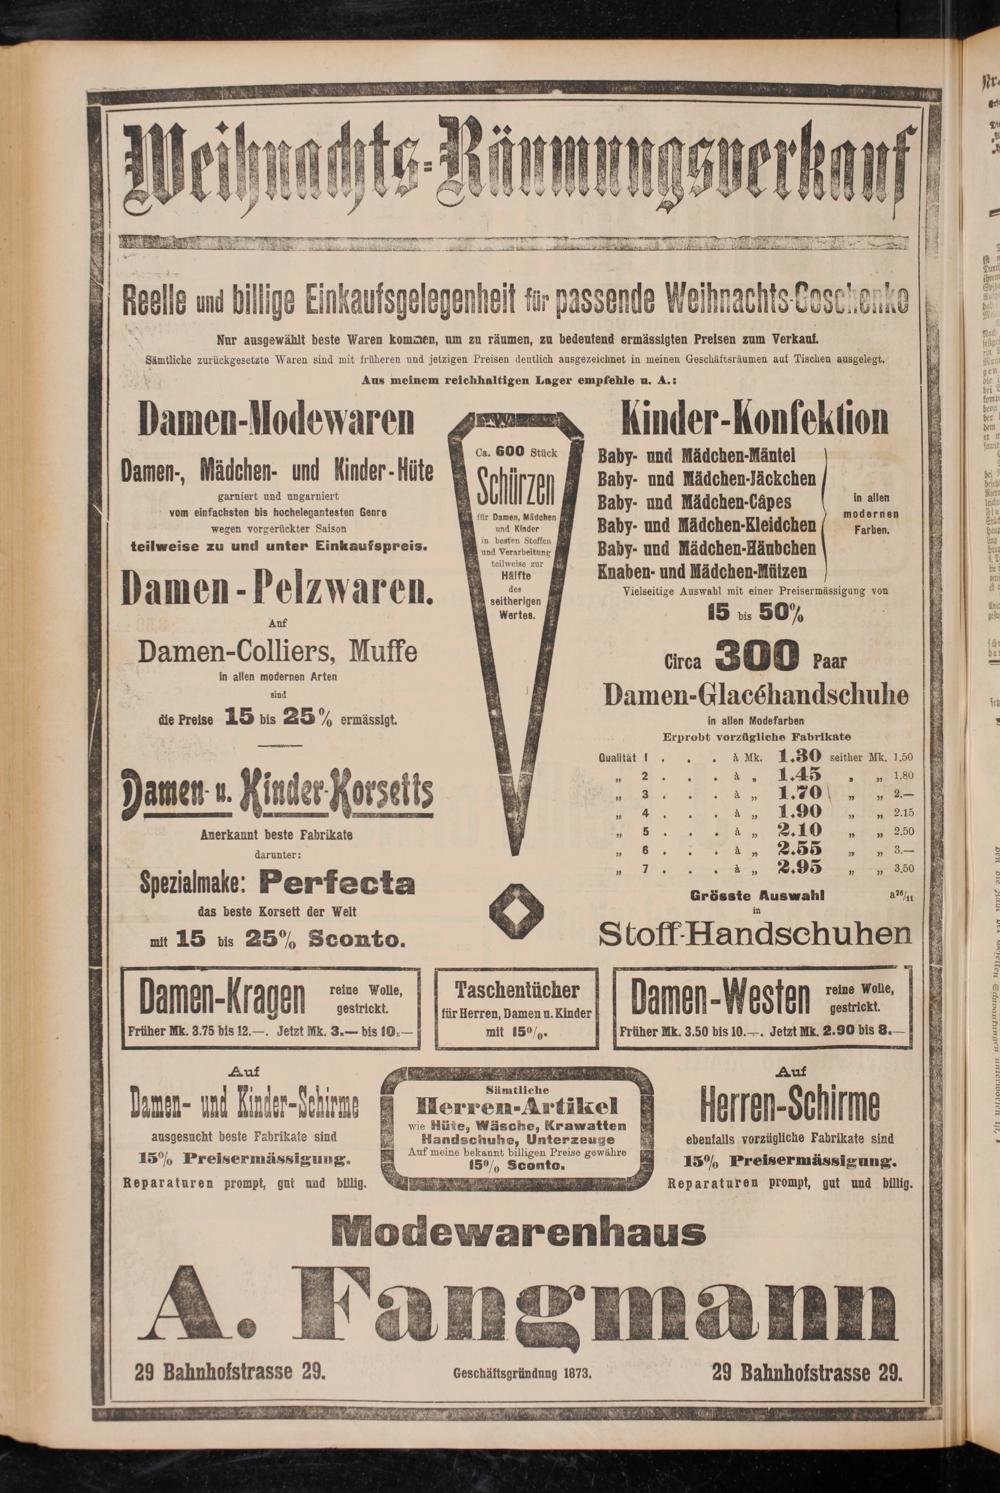 Weihnachts-Räumungsverkauf
Reelle und billige Einkaufsgelegenheit für passende Weihnachts-Geschenke
Nur ausgewählt beste Waren kommen, um zu räumen, zu bedeutend ermässigten Preisen zum Verkauf.
Sämtliche zurückgesetzte Waren sind mit früheren und jetzigen Preisen deutlich ausgezeichnet in meinen Geschäftsräumen auf Tischen ausgelegt.
Aus meinem reichhaltigen Lager empfehle u. A.:
Damen-Modewaren
Damen-, Mädchen- und Kinder-Hüte
garniert und ungarniert
vom einfachsten bis hochelegantesten Genre
wegen vorgerückter Saison
teilweise zu und unter Einkaufspreis.
Damen-Pelzwaren.
Auf
Damen-Colliers, Muffe
in allen modernen Arten
sind
die Preise 15 bis 25% ermässigt.
Damen- u. Kinder-Korsetts
Anerkannt beste Fabrikate
darunter:
Spezialmake: Perfecta
das beste Korsett der Welt
mit 15 bis 25% Sconto.
Ca. 600 Stück
Schürzen
für Damen, Mädchen
und Kinder
in besten Stoffen
und Verarbeitung
teilweise zur
Hälfte
des
seitherigen
Wertes.
Kinder-Konfektion
Baby- und Mädchen-Mäntel
Baby- und Mädchen-Jäckchen
Baby- und Mädchen-Câpes
Baby- und Mädchen-Kleidchen
Baby- und Mädchen-Häubchen
Knaben- und Mädchen-Mützen
in allen
modernen
Farben.
Vielseitige Auswahl mit einer Preisermässigung von
15 bis 50%
Circa 300 Paar
Damen-Glacéhandschuhe
in allen Modefarben
Erprobt vorzügliche Fabrikate
Qualität 1 . . . à Mk. 1.30 seither Mk. 1,50
„ 2 . . . à „ 1.45 „ „ 1.80
„ 3 . . . à „ 1.70 „ „ 2.—
„ 4 . . . à „ 1.90 „ „ 2.15
„ 5 . . . à „ 2.10 „ „ 2.50
„ 6 . . . à „ 2.55 „ „ 3.—
„ 7 . . . à „ 2.95 „ „ 3,50
Grösste Auswahl a26/11
in
Stoff-Handschuhen
Damen-Kragen reine Wolle,
gestrickt.
Früher Mk. 3.75 bis 12.—. Jetzt Mk. 3.— bis 10.—
Taschentücher
für Herren, Damen u. Kinder
mit 15%.
Damen-Westen reine Wolle,
gestrickt.
Früher Mk. 3.50 bis 10.—. Jetzt Mk. 2.90 bis 8.—
Auf
Damen- und Kinder-Schirme
ausgesucht beste Fabrikate sind
15% Preisermässigung.
Reparaturen prompt, gut und billig.
Sämtliche
Herren-Artikel
wie Hüte, Wäsche, Krawatten
Handschuhe, Unterzeuge
Auf meine bekannt billigen Preise gewähre
15% Sconto.
Auf
Herren-Schirme
ebenfalls vorzügliche Fabrikate sind
15% Preisermässigung.
Reparaturen prompt, gut und billig.
Modewarenhaus
A. Fangmann
29 Bahnhofstrasse 29. Geschäftsgründung 1873. 29 Bahnhofstrasse 29.